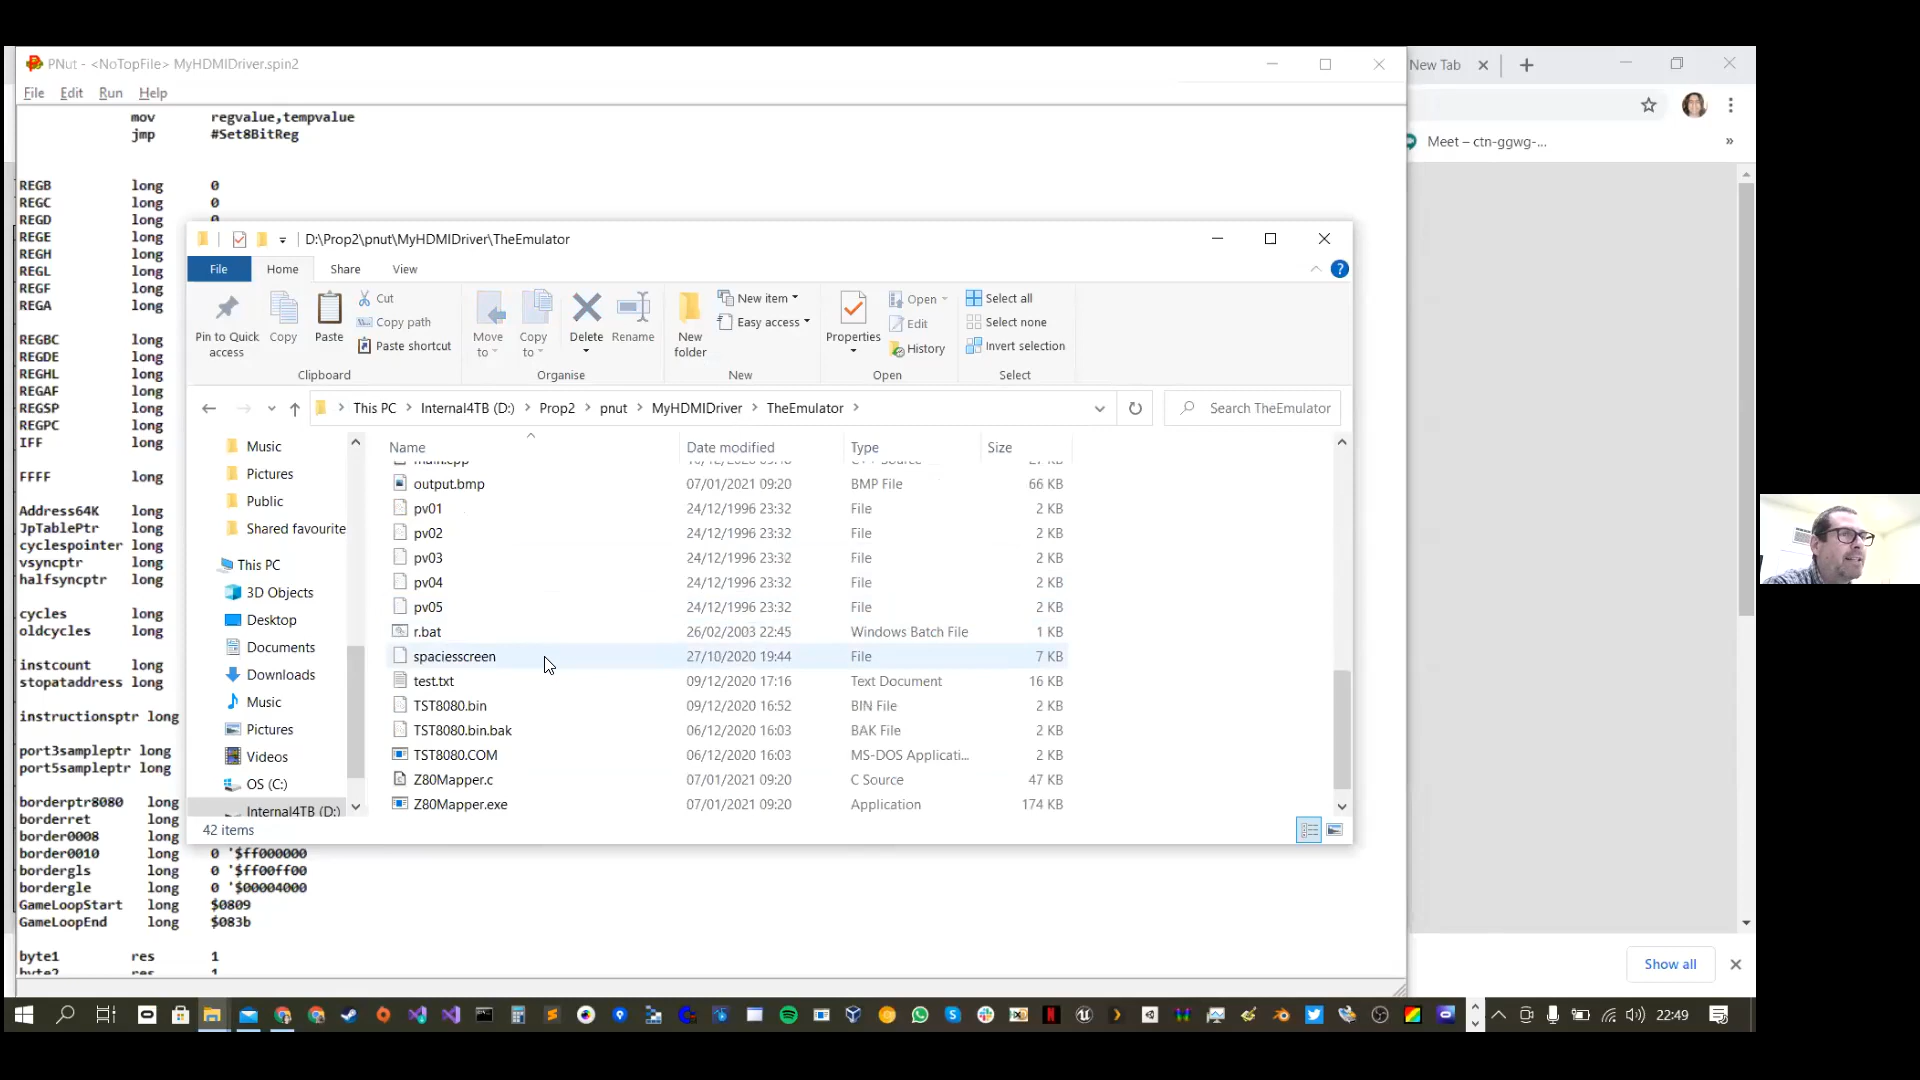 PNut - <NoTopFile> MyHDMIDriver.spin2
New Tab
File Edit Run Help
Meet – ctn-ggwg-...
»
mov regvalue,tempvalue
jmp #Set8BitReg
REGB long 0
REGC long 0
REGD long 0
REGE long
REGH long
REGL long
REGF long
REGA long
REGBC long
REGDE long
REGHL long
REGAF long
REGSP long
REGPC long
IFF long
FFFF long
Address64K long
JpTablePtr long
cyclespointer long
vsyncptr long
halfsyncptr long
cycles long
oldcycles long
instcount long
stopataddress long
instructionsptr long
port3sampleptr long
port5sampleptr long
borderptr8080 long
borderret long
border0008 long
border0010 long 0 '$ff000000
bordergls long 0 '$ff00ff00
bordergle long 0 '$00004000
GameLoopStart long $0809
GameLoopEnd long $083b
byte1 res 1
byte2 res 1
D:\Prop2\pnut\MyHDMIDriver\TheEmulator
File Home Share View
Pin to Quick access
Copy
Paste
Cut
Copy path
Paste shortcut
Clipboard
Move to
Copy to
Delete
Rename
Organise
New folder
New item
Easy access
New
Properties
Open
Edit
History
Open
Select all
Select none
Invert selection
Select
This PC > Internal4TB (D:) > Prop2 > pnut > MyHDMIDriver > TheEmulator >
Search TheEmulator
Music
Pictures
Public
Shared favourite
This PC
3D Objects
Desktop
Documents
Downloads
Music
Pictures
Videos
OS (C:)
Internal4TB (D:)
Name Date modified Type Size
main.cpp 16/12/2020 C++ Source 27 KB
output.bmp 07/01/2021 09:20 BMP File 66 KB
pv01 24/12/1996 23:32 File 2 KB
pv02 24/12/1996 23:32 File 2 KB
pv03 24/12/1996 23:32 File 2 KB
pv04 24/12/1996 23:32 File 2 KB
pv05 24/12/1996 23:32 File 2 KB
r.bat 26/02/2003 22:45 Windows Batch File 1 KB
spaciesscreen 27/10/2020 19:44 File 7 KB
test.txt 09/12/2020 17:16 Text Document 16 KB
TST8080.bin 09/12/2020 16:52 BIN File 2 KB
TST8080.bin.bak 06/12/2020 16:03 BAK File 2 KB
TST8080.COM 06/12/2020 16:03 MS-DOS Applicati... 2 KB
Z80Mapper.c 07/01/2021 09:20 C Source 47 KB
Z80Mapper.exe 07/01/2021 09:20 Application 174 KB
42 items
Show all
22:49